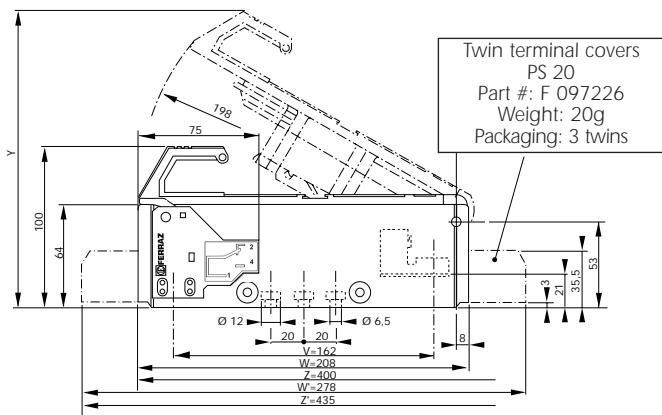 Twin terminal covers
PS 20
Part #: F 097226
Weight: 20g
Packaging: 3 twins
198
75
Y
100
64
FERRAZ
2
4
1
53
35,5
21
3
Ø 12
Ø 6,5
20
20
8
V=162
W=208
Z=400
W'=278
Z'=435